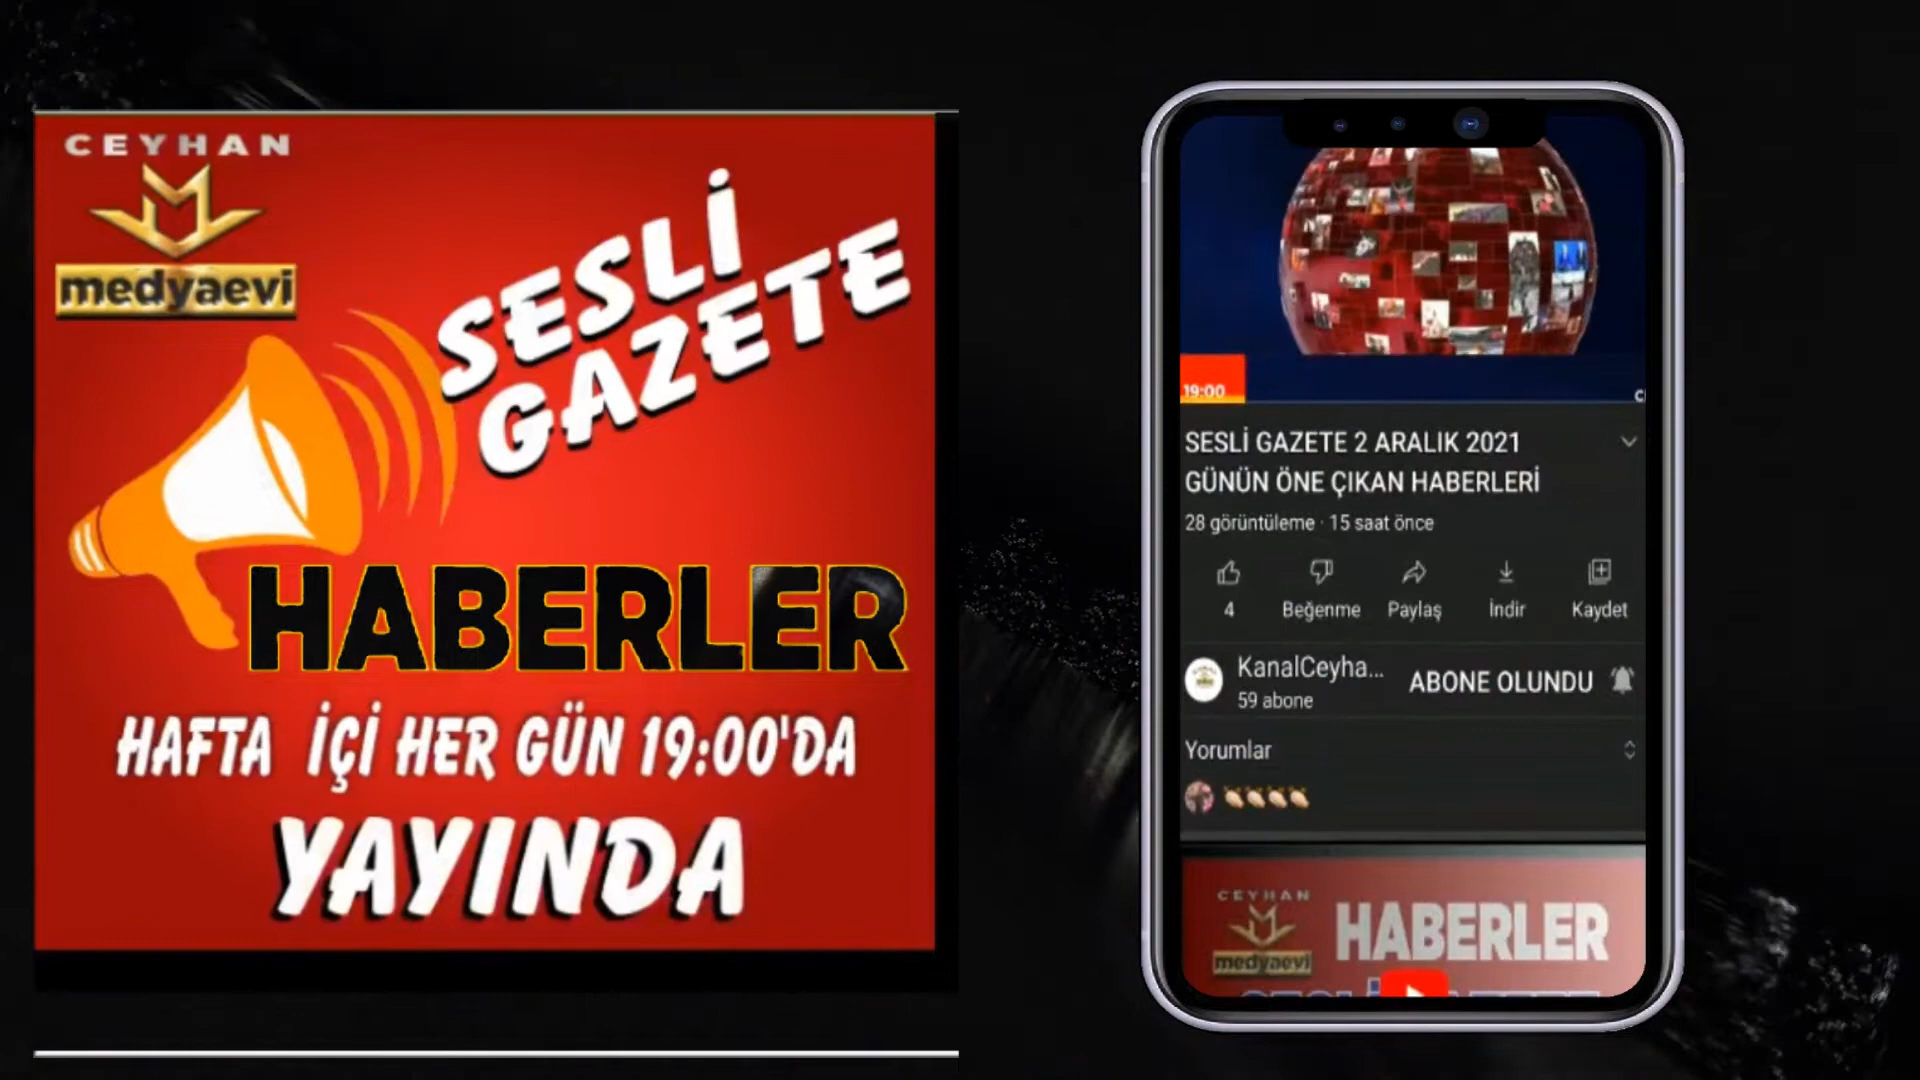 CEYHAN
medyaevi
SESLİ
GAZETE
HABERLER
HAFTA İÇİ HER GÜN 19:00'DA
YAYINDA
19:00
SESLİ GAZETE 2 ARALIK 2021
GÜNÜN ÖNE ÇIKAN HABERLERİ
28 görüntüleme · 15 saat önce
4 Beğenme Paylaş İndir Kaydet
KanalCeyha... ABONE OLUNDU
59 abone
Yorumlar
CEYHAN
medyaevi
HABERLER